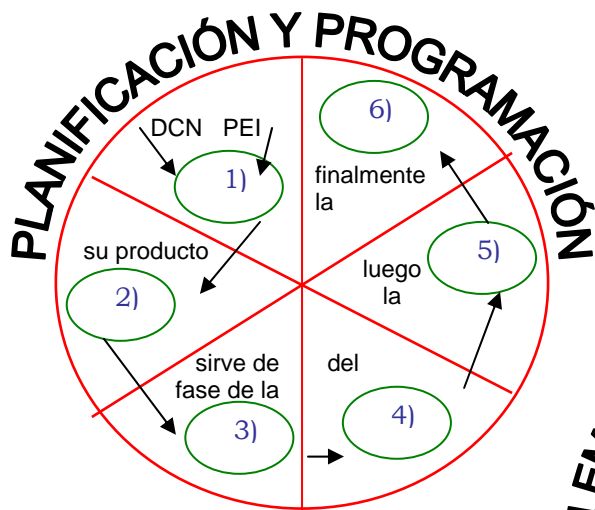 PLANIFICACIÓN Y PROGRAMACIÓN
DCN PEI
1)
su producto
2)
sirve de
fase de la
3)
del
4)
luego
la
5)
finalmente
la
6)